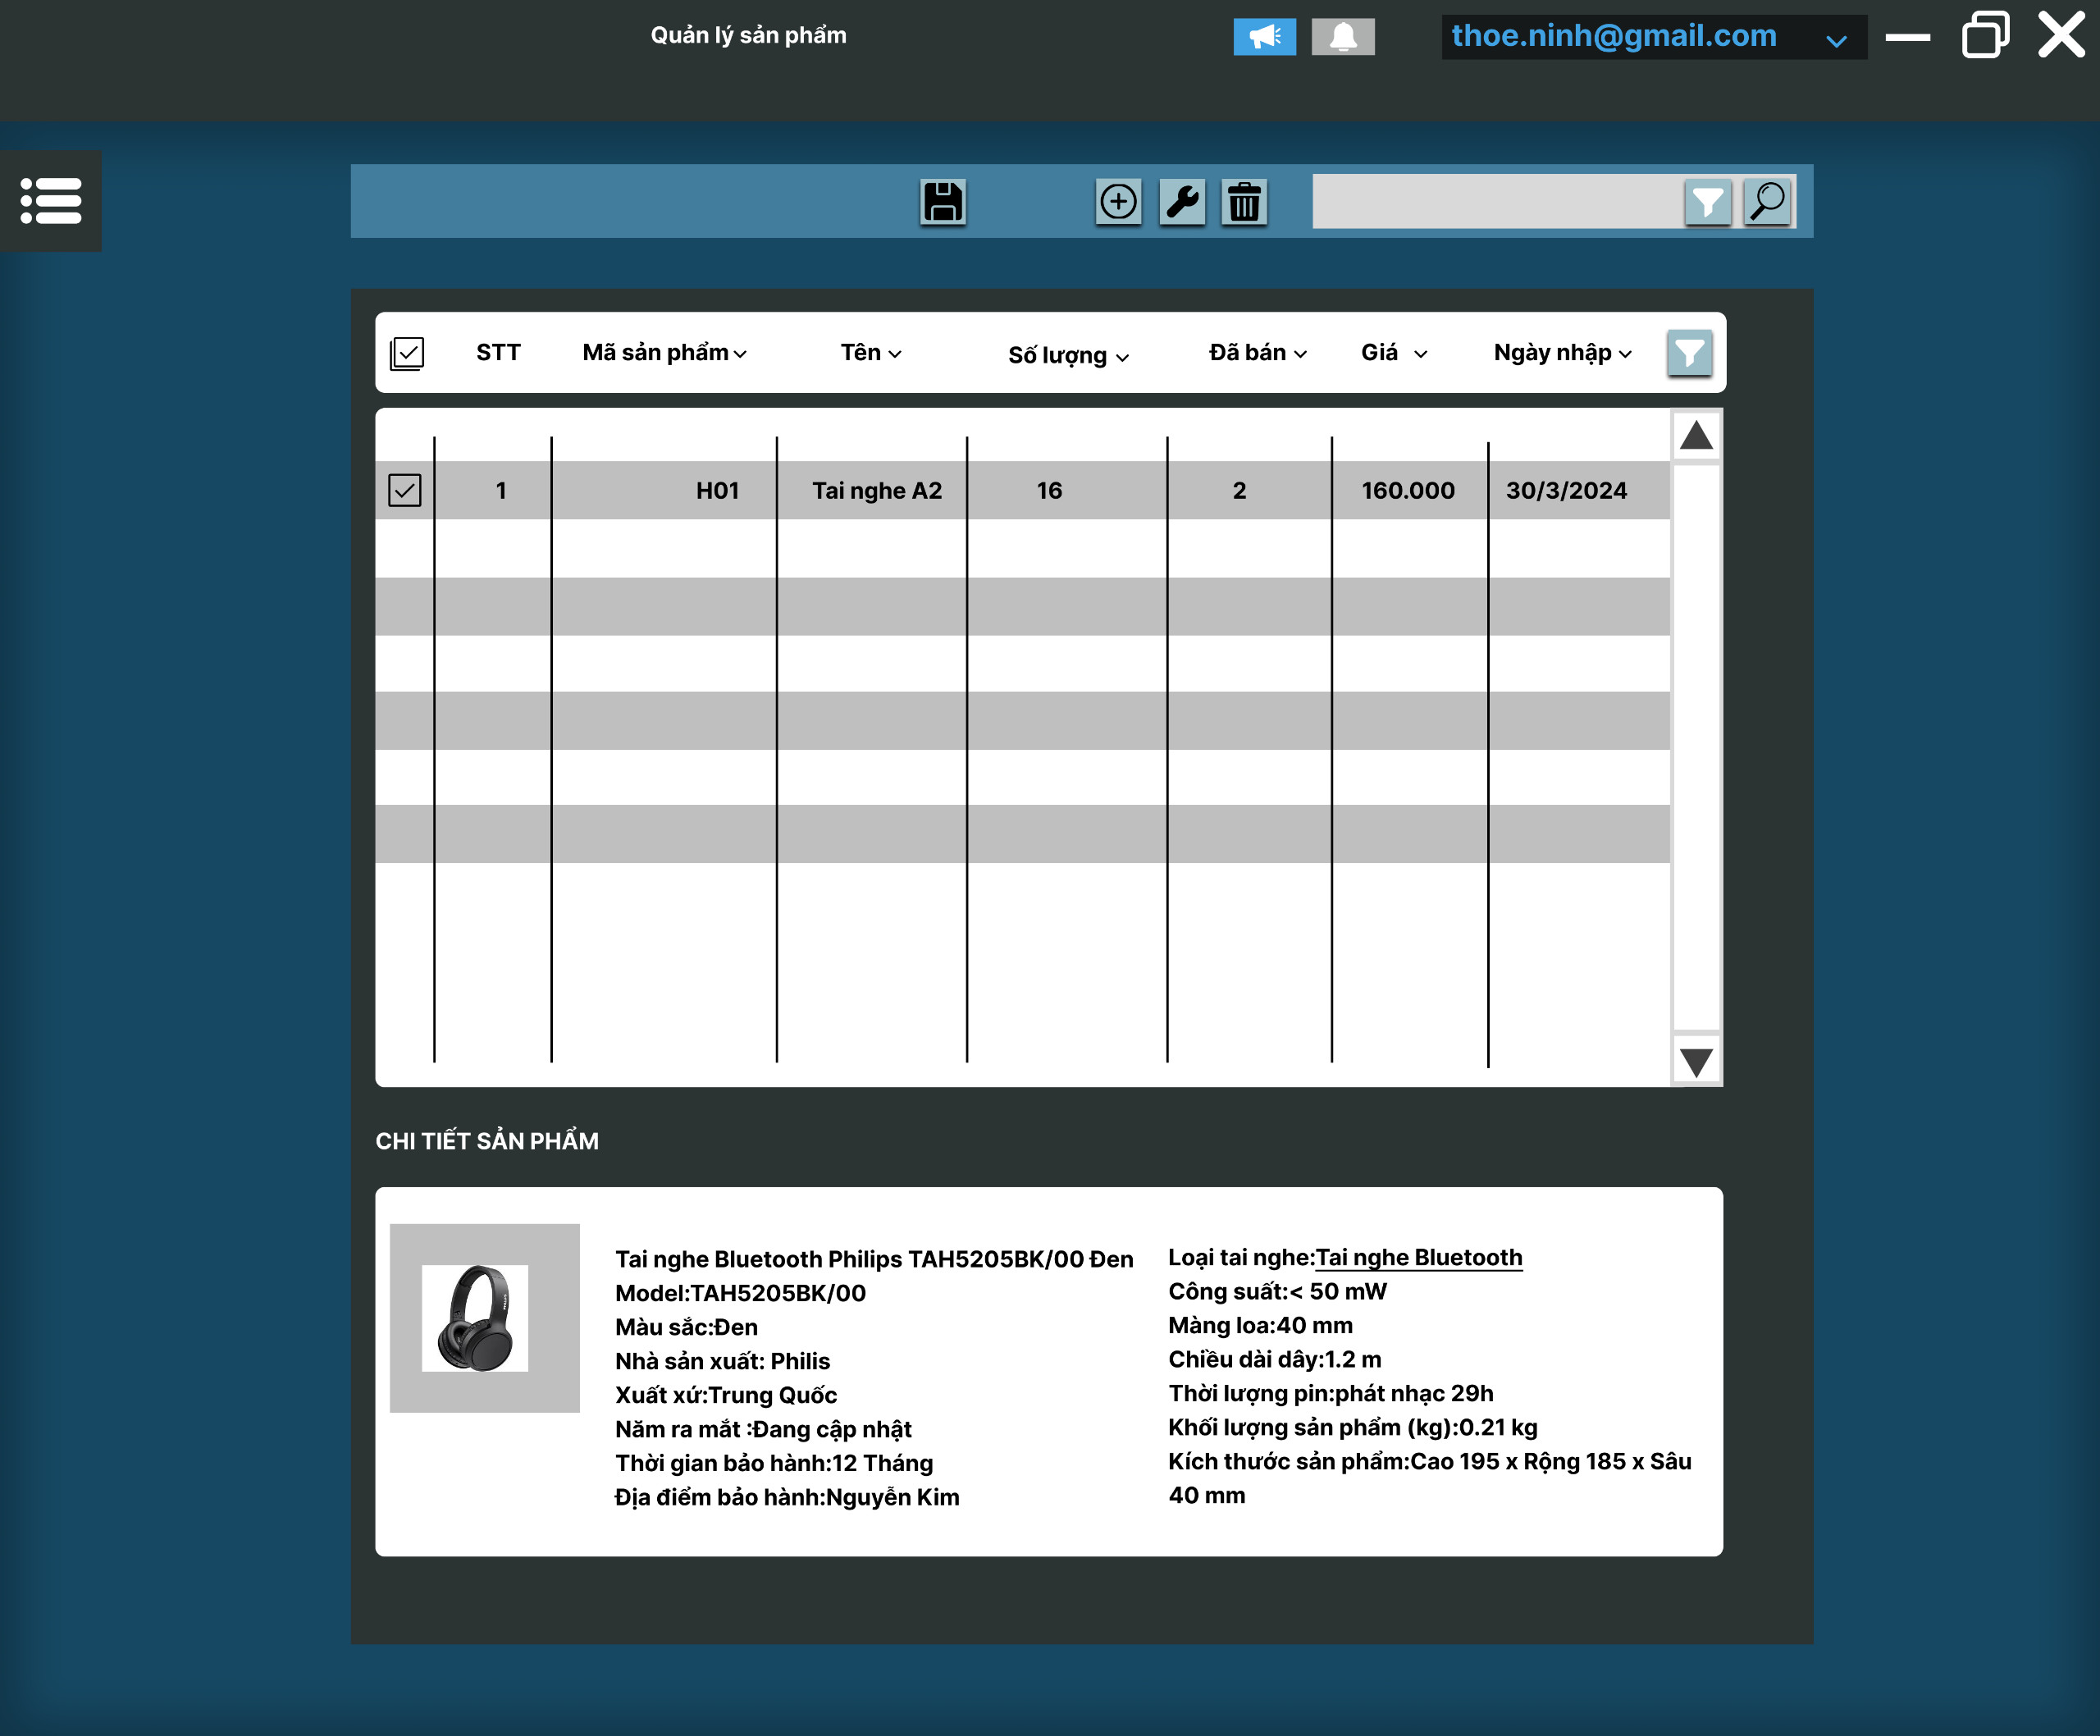 Quản lý sản phẩm
thoe.ninh@gmail.com
STT Mã sản phẩm Tên Số lượng Đã bán Giá Ngày nhập
1 H01 Tai nghe A2 16 2 160.000 30/3/2024
CHI TIẾT SẢN PHẨM
Tai nghe Bluetooth Philips TAH5205BK/00 Đen
Model:TAH5205BK/00
Màu sắc:Đen
Nhà sản xuất: Philis
Xuất xứ:Trung Quốc
Năm ra mắt :Đang cập nhật
Thời gian bảo hành:12 Tháng
Địa điểm bảo hành:Nguyễn Kim
Loại tai nghe:Tai nghe Bluetooth
Công suất:< 50 mW
Màng loa:40 mm
Chiều dài dây:1.2 m
Thời lượng pin:phát nhạc 29h
Khối lượng sản phẩm (kg):0.21 kg
Kích thước sản phẩm:Cao 195 x Rộng 185 x Sâu
40 mm